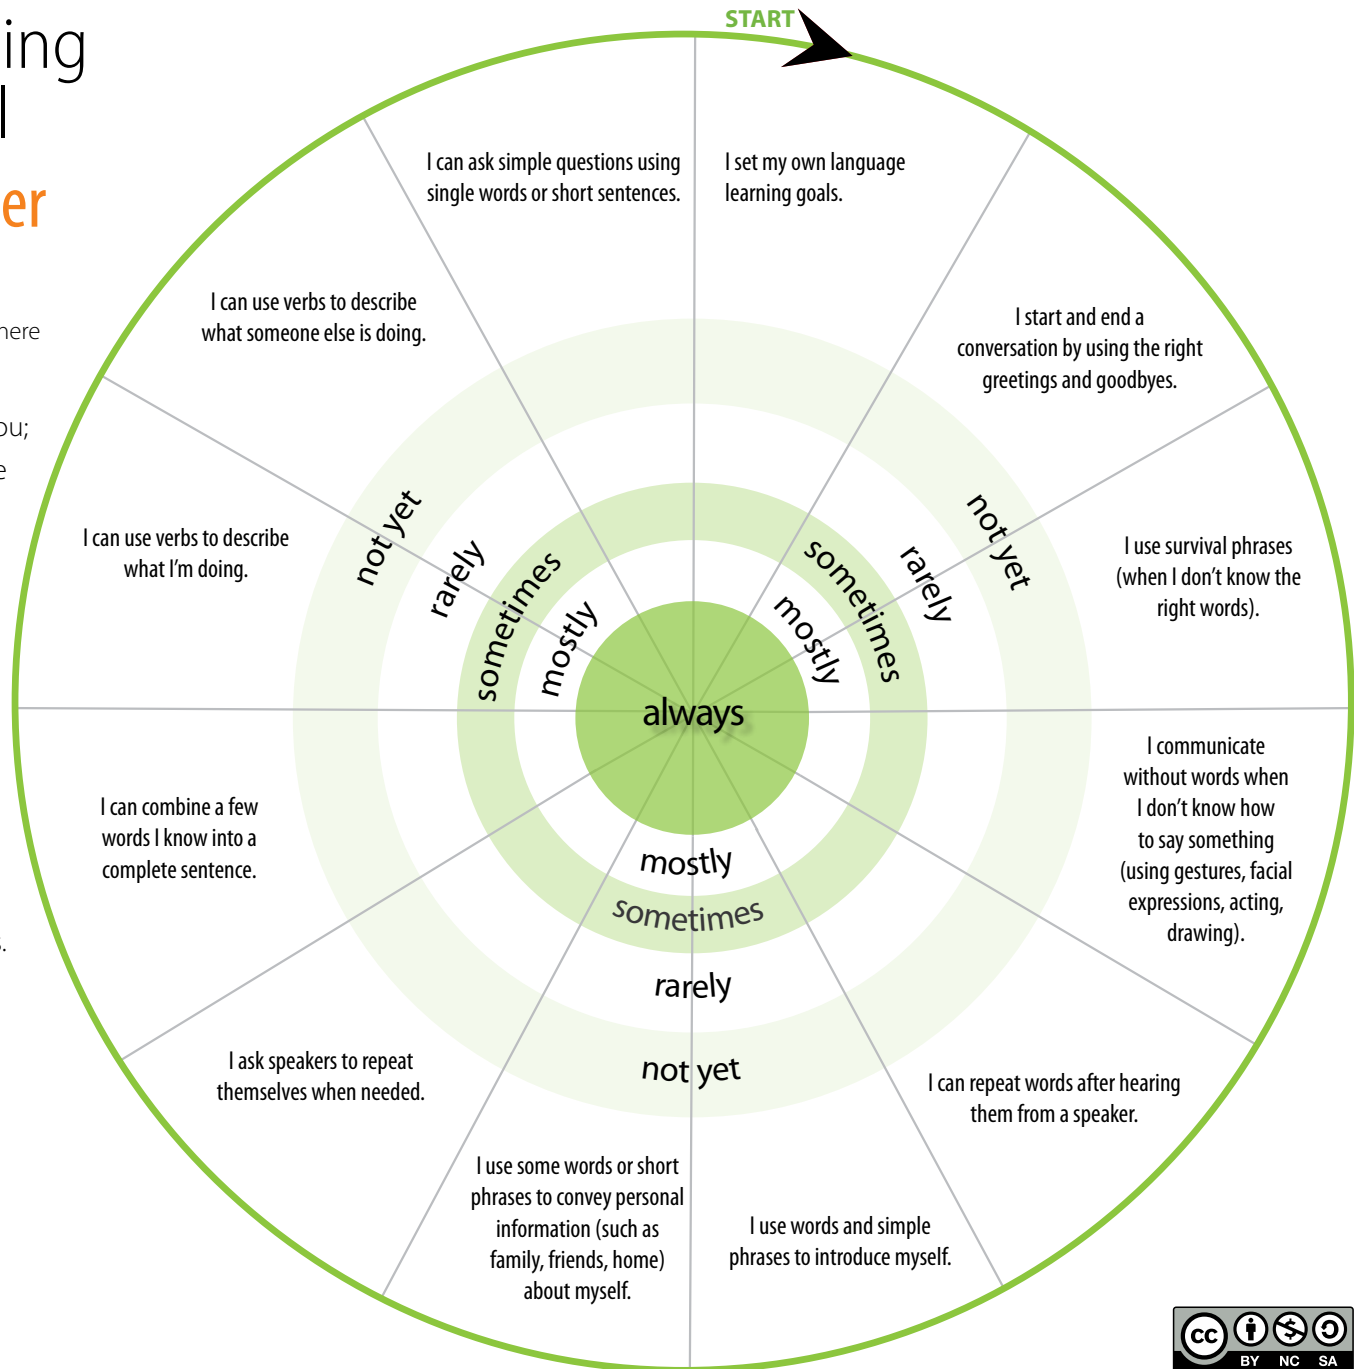 ing
l
er
here
ou;
e
s.
START
I set my own language
learning goals.
I start and end a
conversation by using the right
greetings and goodbyes.
I use survival phrases
(when I don't know the
right words).
I communicate
without words when
I don't know how
to say something
(using gestures, facial
expressions, acting,
drawing).
I can repeat words after hearing
them from a speaker.
I use words and simple
phrases to introduce myself.
I use some words or short
phrases to convey personal
information (such as
family, friends, home)
about myself.
I ask speakers to repeat
themselves when needed.
I can combine a few
words I know into a
complete sentence.
I can use verbs to describe
what I'm doing.
I can use verbs to describe
what someone else is doing.
I can ask simple questions using
single words or short sentences.
not yet
rarely
sometimes
mostly
mostly
sometimes
rarely
not yet
always
mostly
sometimes
rarely
not yet
cc
BY NC SA